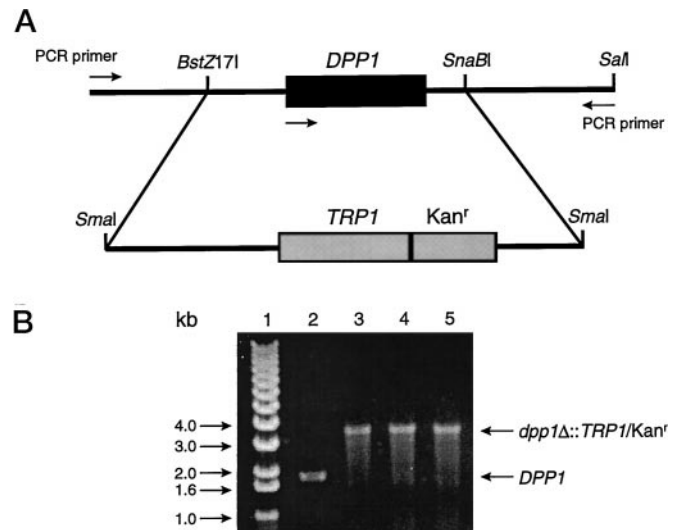 A
PCR primer
BstZ17I
DPP1
SnaBI
SalI
PCR primer
SmaI
TRP1
Kanr
SmaI
B
kb
1
2
3
4
5
4.0
3.0
2.0
1.6
1.0
dpp1Δ::TRP1/Kanr
DPP1